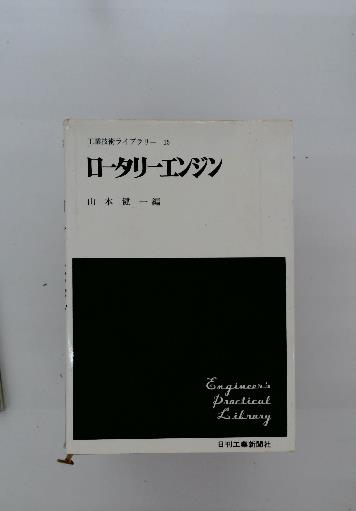 工業技術ライブラリー 15
ロータリーエンジン
山本健一編
Engineer's
Practical
Library
日刊工業新聞社